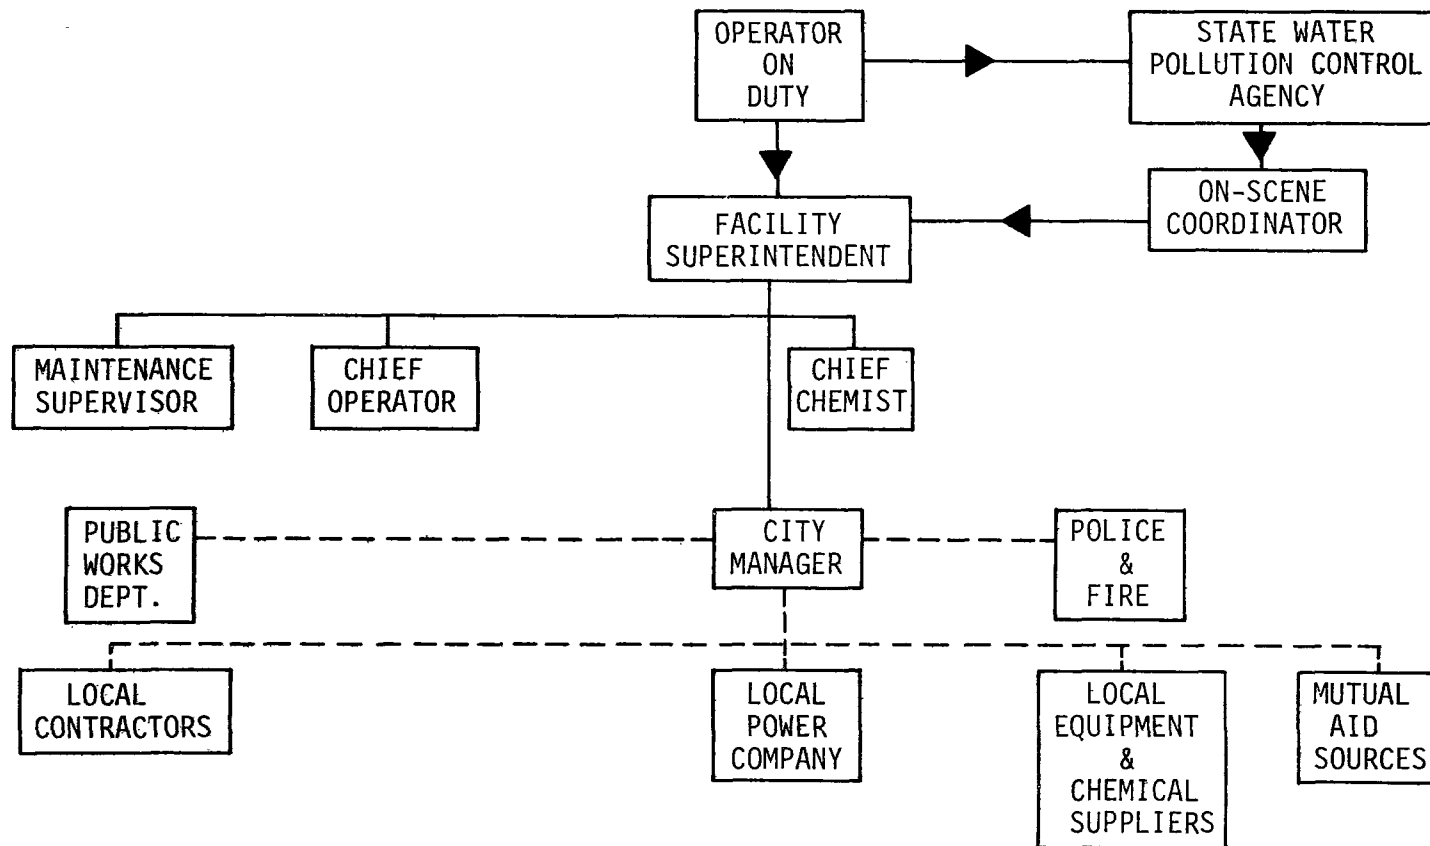 OPERATOR
ON
DUTY
STATE WATER
POLLUTION CONTROL
AGENCY
FACILITY
SUPERINTENDENT
ON-SCENE
COORDINATOR
MAINTENANCE
SUPERVISOR
CHIEF
OPERATOR
CHIEF
CHEMIST
PUBLIC
WORKS
DEPT.
CITY
MANAGER
POLICE
&
FIRE
LOCAL
CONTRACTORS
LOCAL
POWER
COMPANY
LOCAL
EQUIPMENT
&
CHEMICAL
SUPPLIERS
MUTUAL
AID
SOURCES